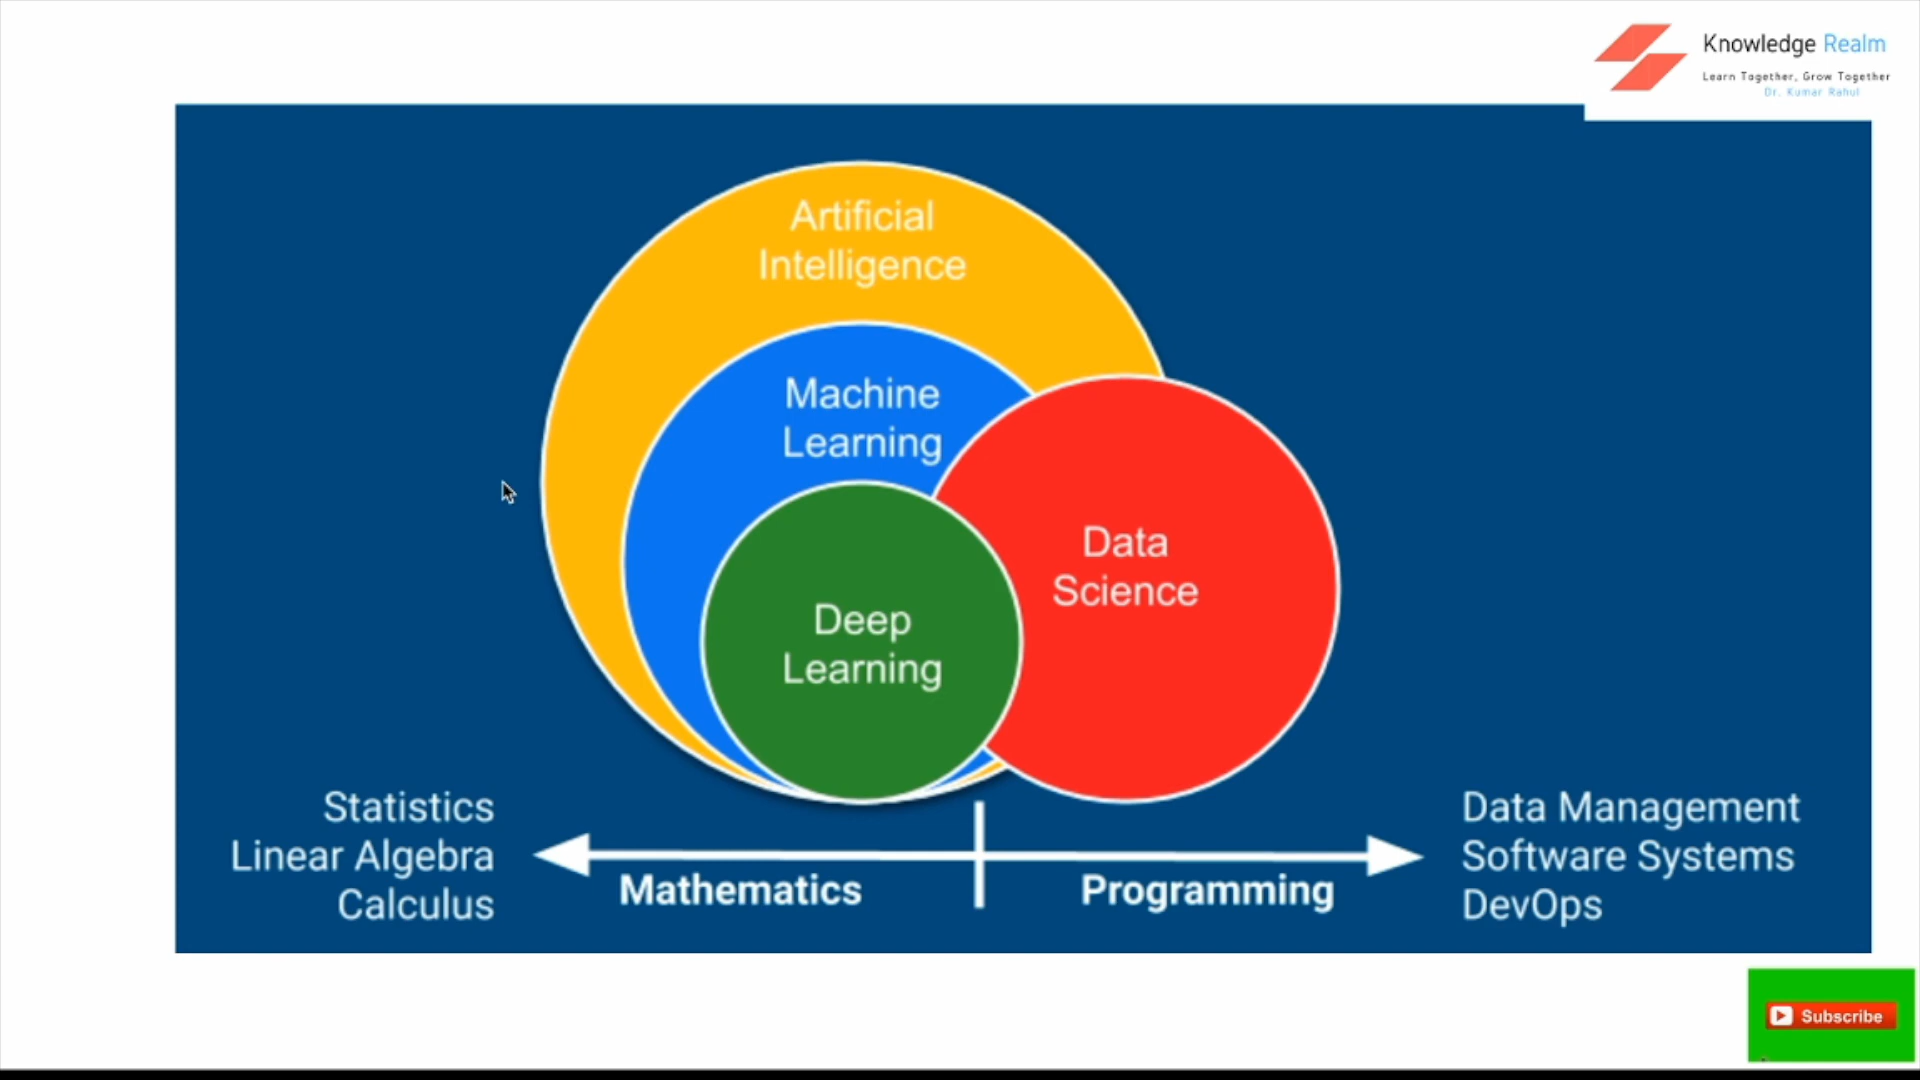 Knowledge Realm
Learn Together, Grow Together
Dr. Kumar Rahul
Artificial
Intelligence
Machine
Learning
Data
Science
Deep
Learning
Statistics
Linear Algebra
Calculus
Mathematics
Programming
Data Management
Software Systems
DevOps
Subscribe